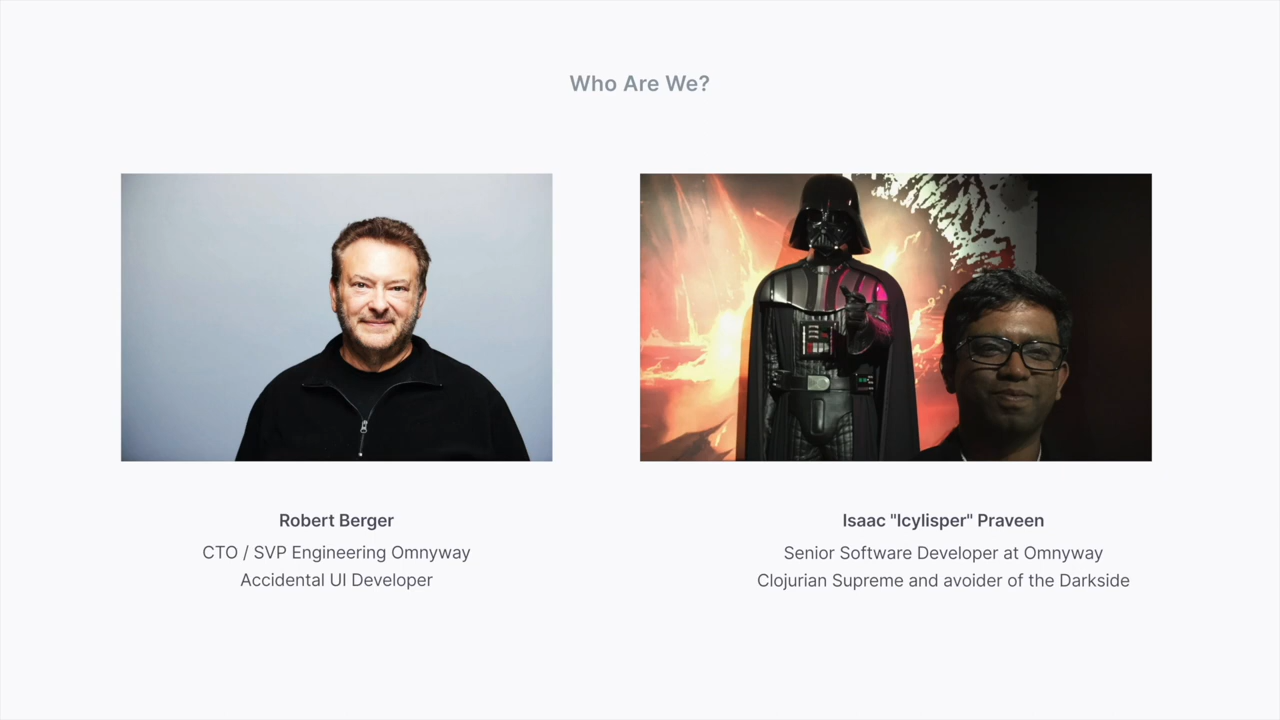 Who Are We?
Robert Berger
CTO / SVP Engineering Omnyway
Accidental UI Developer
Isaac "Icylisper" Praveen
Senior Software Developer at Omnyway
Clojurian Supreme and avoider of the Darkside